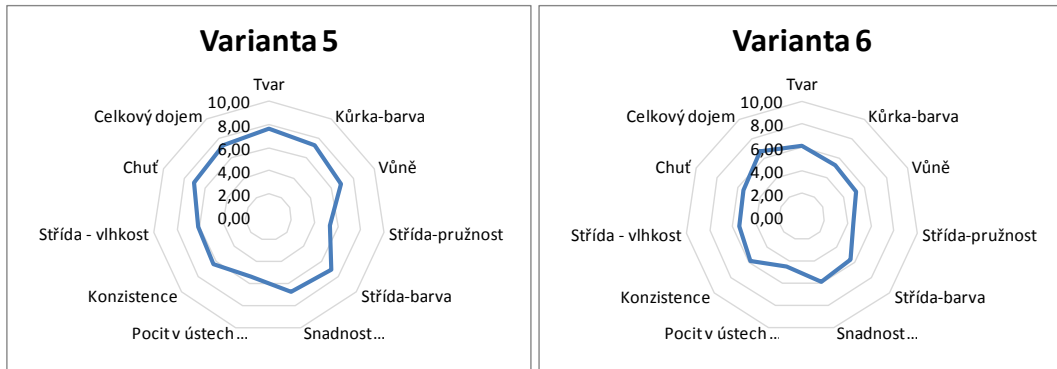 Varianta 5
Tvar
Kůrka-barva
Vůně
Střída-pružnost
Střída-barva
Snadnost ...
Pocit v ústech ...
Konzistence
Střída - vlhkost
Chuť
Celkový dojem
10,00
8,00
6,00
4,00
2,00
0,00
Varianta 6
Tvar
Kůrka-barva
Vůně
Střída-pružnost
Střída-barva
Snadnost ...
Pocit v ústech ...
Konzistence
Střída - vlhkost
Chuť
Celkový dojem
10,00
8,00
6,00
4,00
2,00
0,00